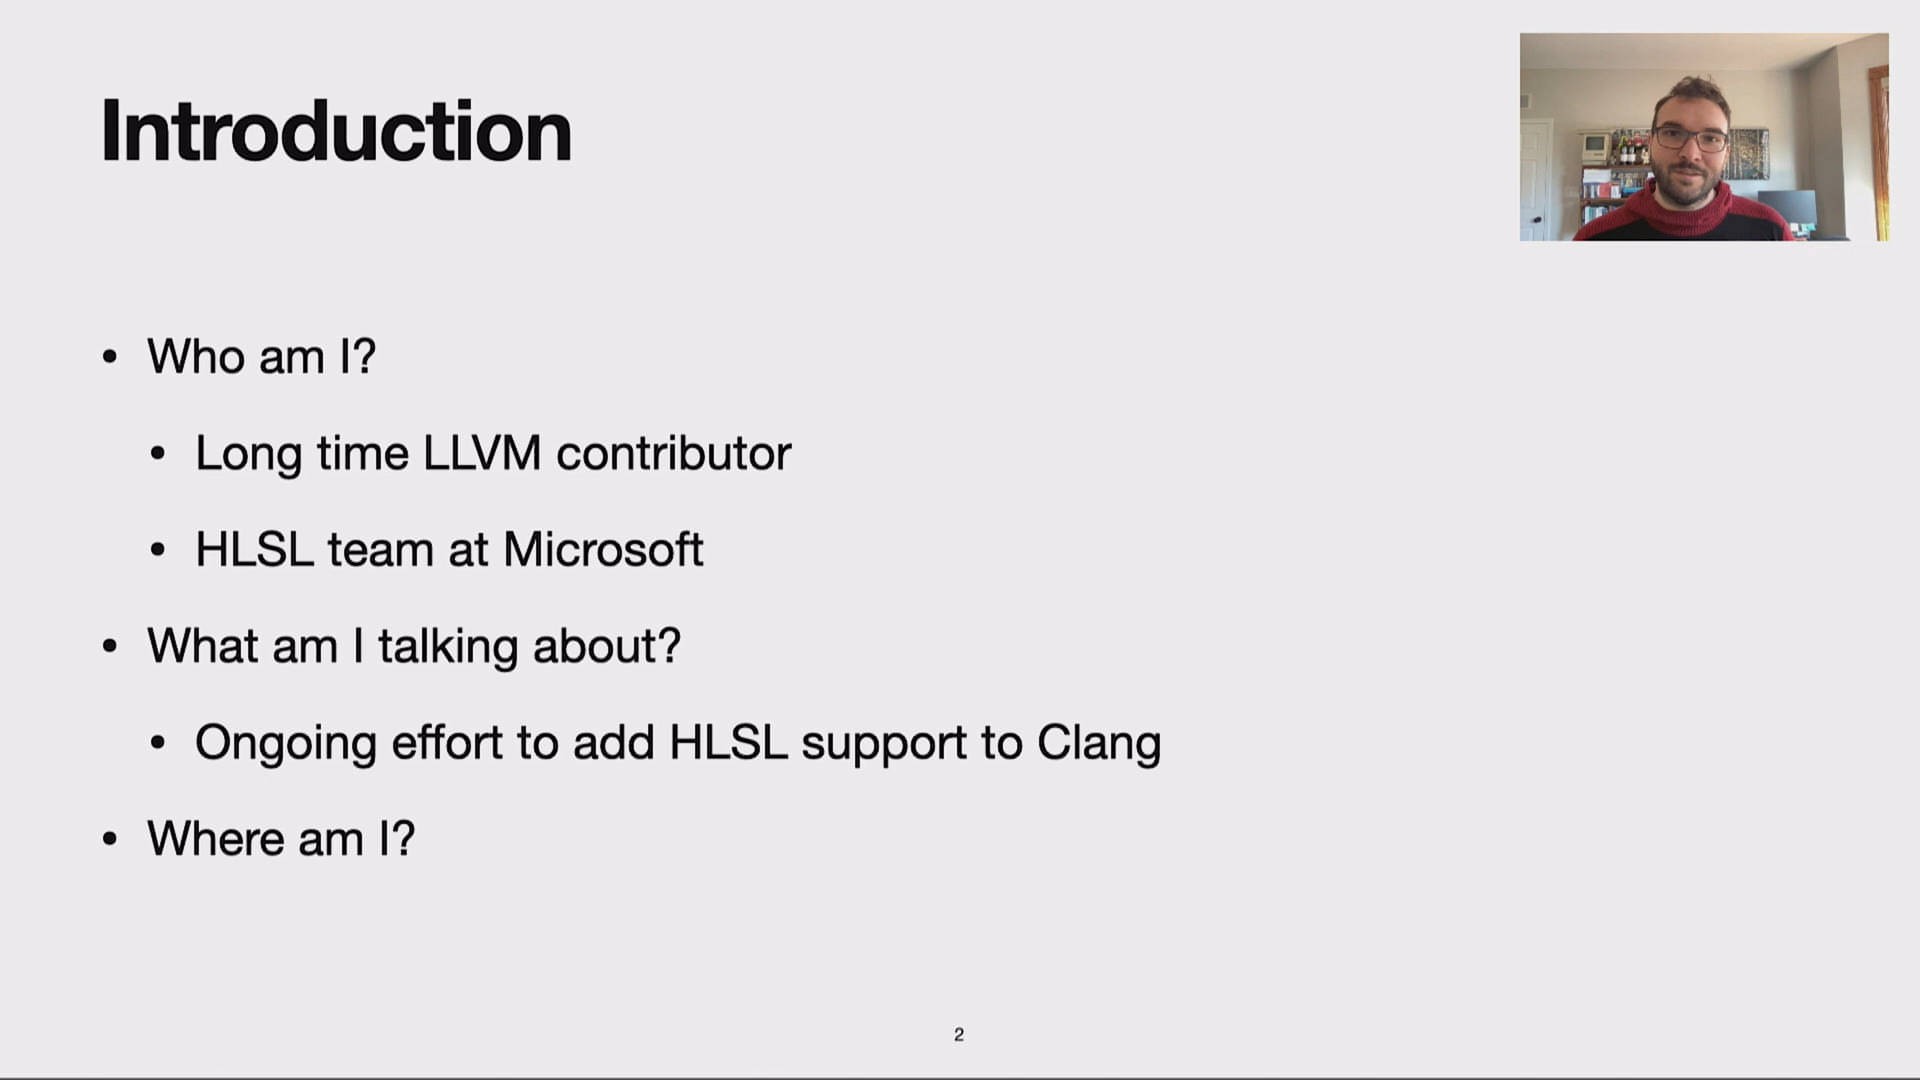 Introduction
• Who am I?
• Long time LLVM contributor
• HLSL team at Microsoft
• What am I talking about?
• Ongoing effort to add HLSL support to Clang
• Where am I?
2